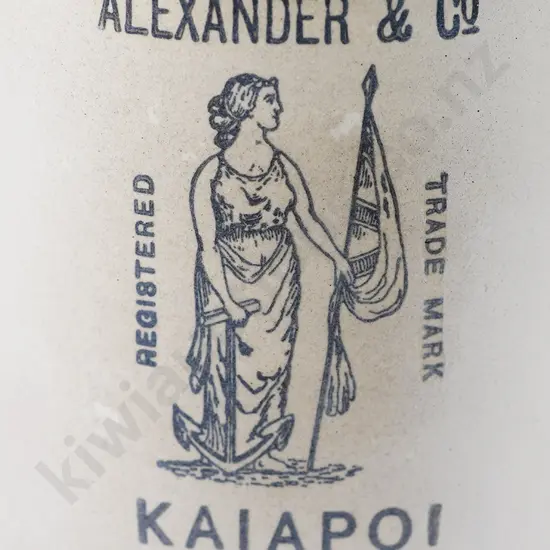 ALEXANDER & Co
REGISTERED
TRADE MARK
KAIAPOI